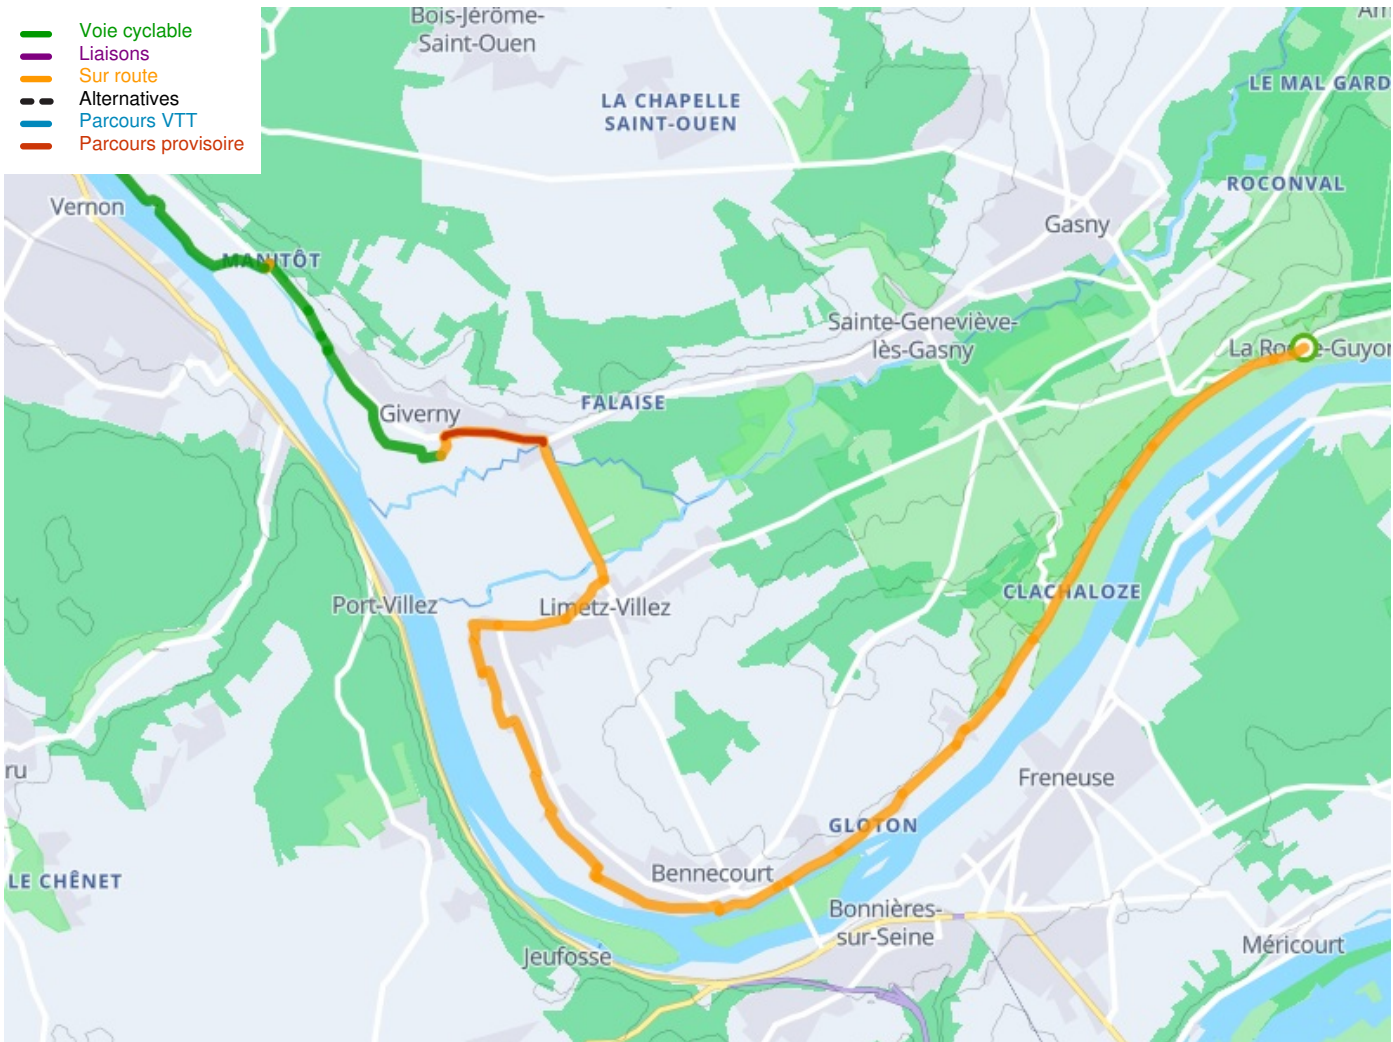 Voie cyclable
Liaisons
Sur route
Alternatives
Parcours VTT
Parcours provisoire
Bois-Jérôme-
Saint-Ouen
LA CHAPELLE
SAINT-OUEN
LE MAL GARD
ROCONVAL
Vernon
Gasny
MANITÔT
Sainte-Geneviève-
lès-Gasny
La Roche-Guyon
FALAISE
Giverny
CLACHALOZE
Port-Villez
Limetz-Villez
ru
Freneuse
GLOTON
Bennecourt
LE CHÊNET
Bonnières-
sur-Seine
Jeufosse
Méricourt